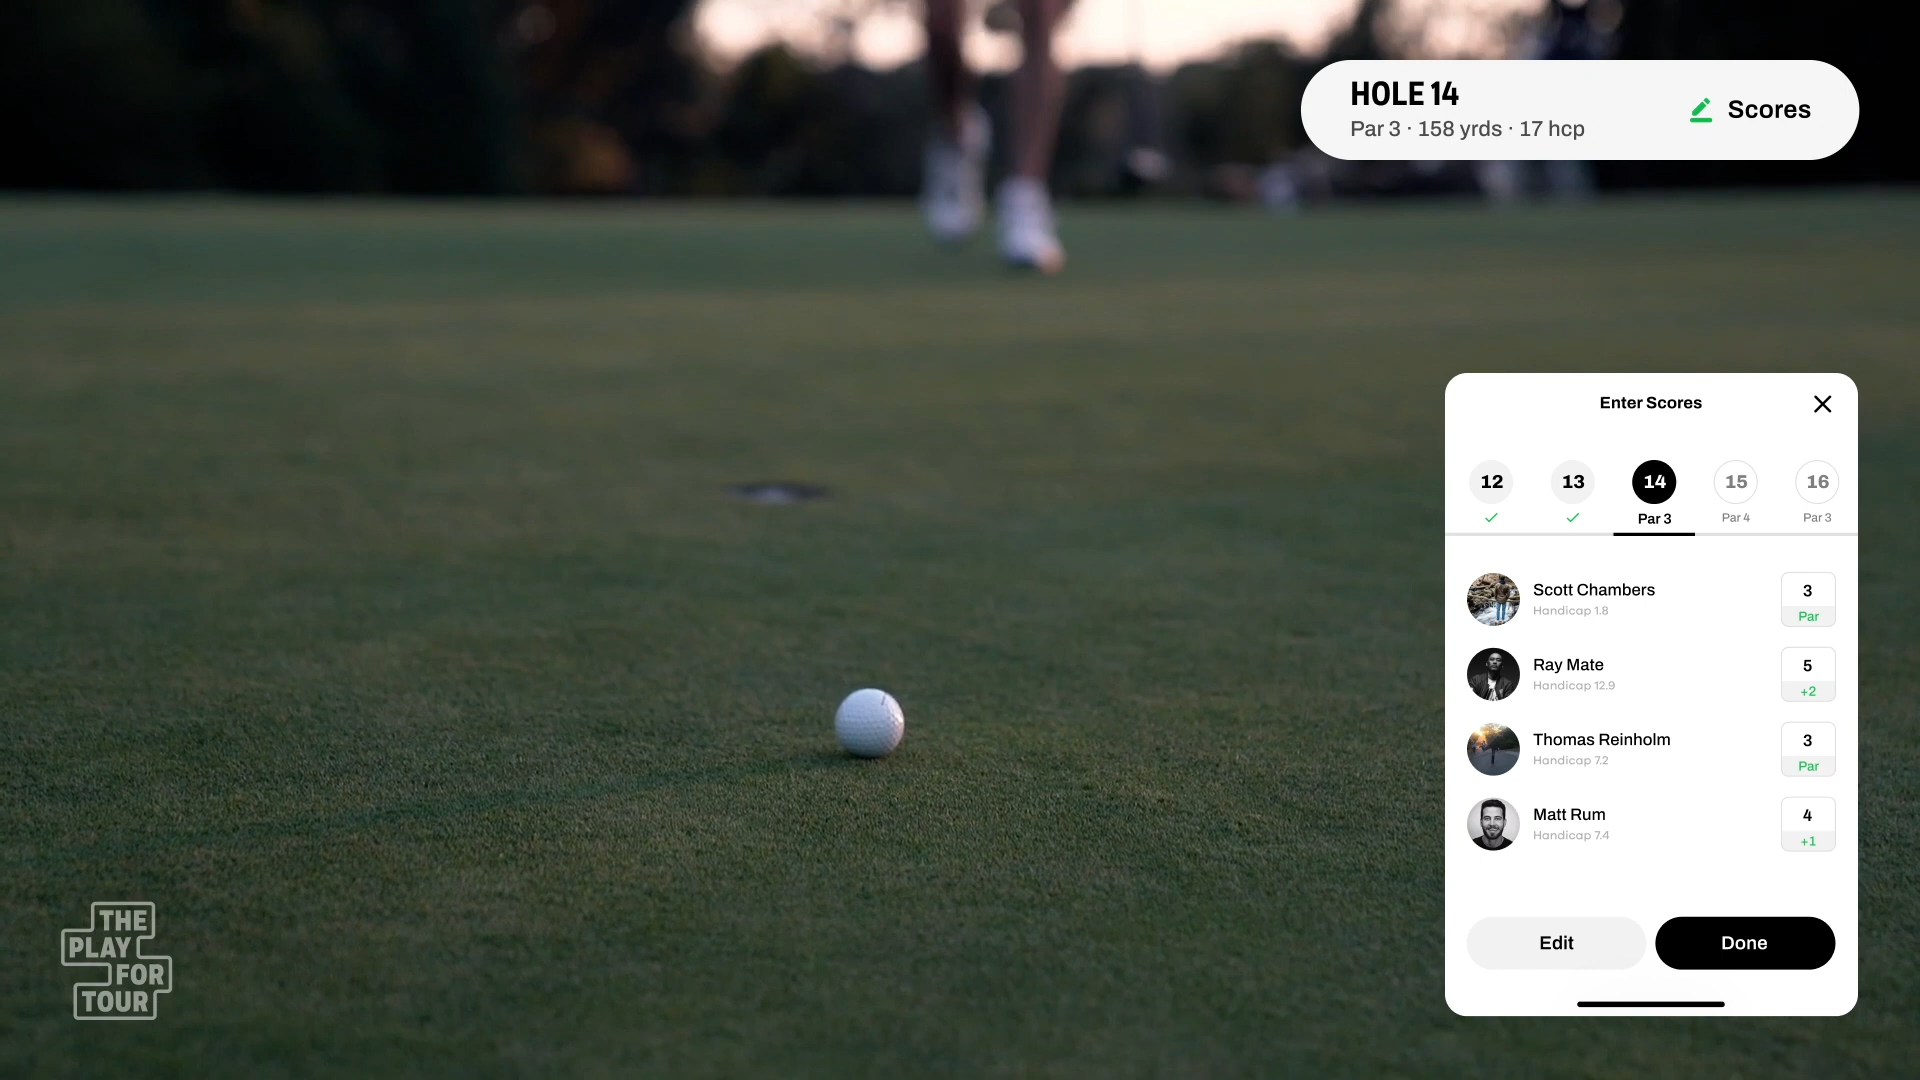 HOLE 14
Par 3 · 158 yrds · 17 hcp
Scores
Enter Scores
12
13
14
15
16
Par 3
Par 4
Par 3
Scott Chambers
Handicap 1.8
3
Par
Ray Mate
Handicap 12.9
5
+2
Thomas Reinholm
Handicap 7.2
3
Par
Matt Rum
Handicap 7.4
4
+1
Edit
Done
THE
PLAY
FOR
TOUR